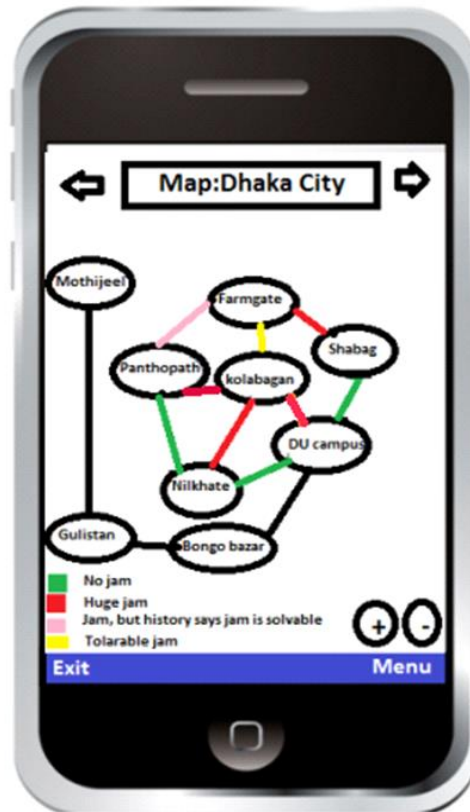 Map:Dhaka City
Mothijeel
Farmgate
Shabag
Panthopath
kolabagan
DU campus
Nilkhate
Gulistan
Bongo bazar
No jam
Huge jam
Jam, but history says jam is solvable
Tolarable jam
+ -
Exit Menu